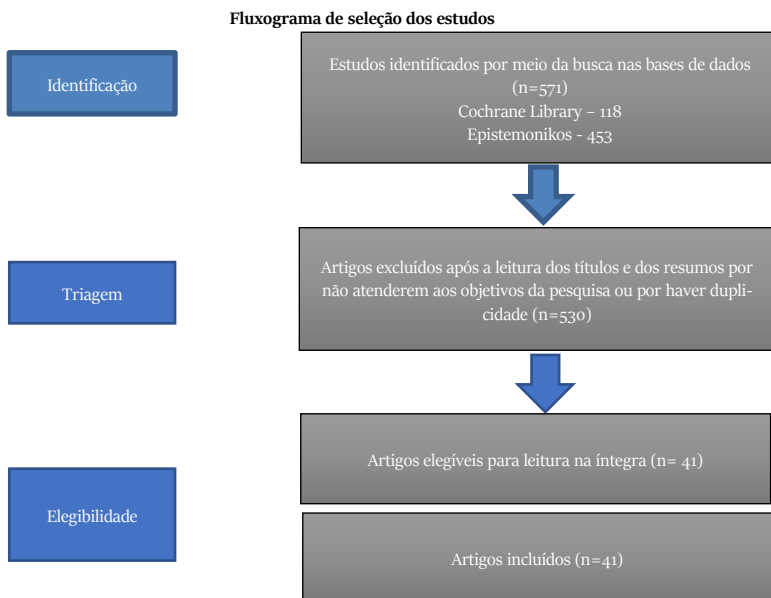 Fluxograma de seleção dos estudos
Identificação
Estudos identificados por meio da busca nas bases de dados
(n=571)
Cochrane Library – 118
Epistemonikos - 453
Triagem
Artigos excluídos após a leitura dos títulos e dos resumos por
não atenderem aos objetivos da pesquisa ou por haver dupli-
cidade (n=530)
Elegibilidade
Artigos elegíveis para leitura na íntegra (n= 41)
Artigos incluídos (n=41)